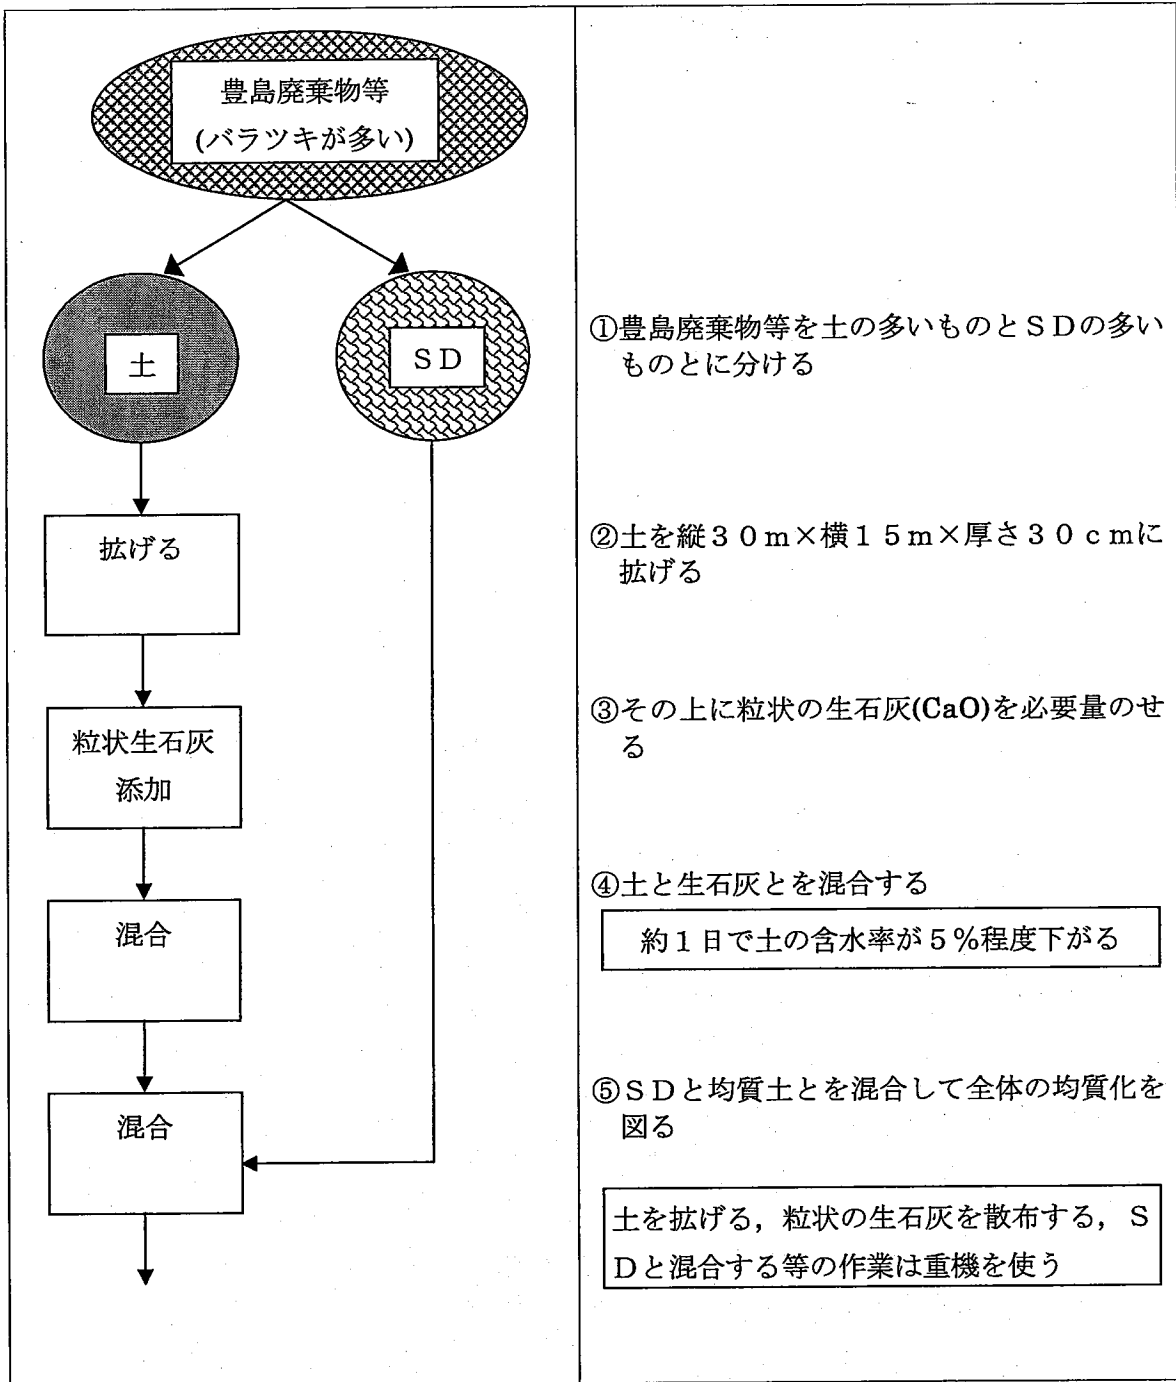 豊島廃棄物等
(バラツキが多い)
土
ＳＤ
①豊島廃棄物等を土の多いものとＳＤの多い
ものとに分ける
拡げる
②土を縦３０ｍ×横１５ｍ×厚さ３０ｃｍに
拡げる
粒状生石灰
添加
③その上に粒状の生石灰(CaO)を必要量のせ
る
混合
④土と生石灰とを混合する
約１日で土の含水率が５％程度下がる
混合
⑤ＳＤと均質土とを混合して全体の均質化を
図る
土を拡げる，粒状の生石灰を散布する，Ｓ
Ｄと混合する等の作業は重機を使う